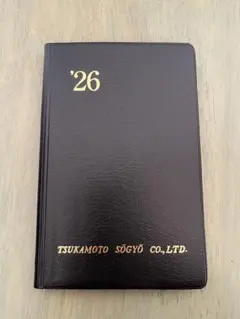 '26
TSUKAMOTO SŌGYŌ CO.,LTD.